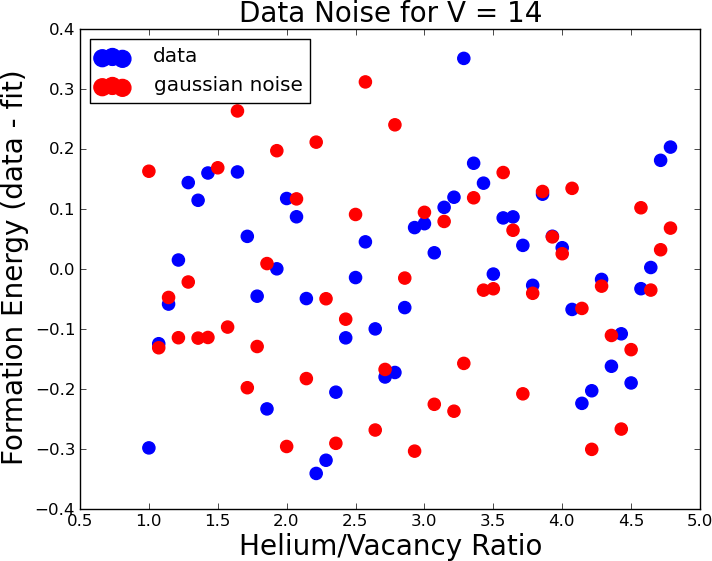 Data Noise for V = 14
data
gaussian noise
Formation Energy (data - fit)
0.4
0.3
0.2
0.1
0.0
−0.1
−0.2
−0.3
−0.4
0.5 1.0 1.5 2.0 2.5 3.0 3.5 4.0 4.5 5.0
Helium/Vacancy Ratio